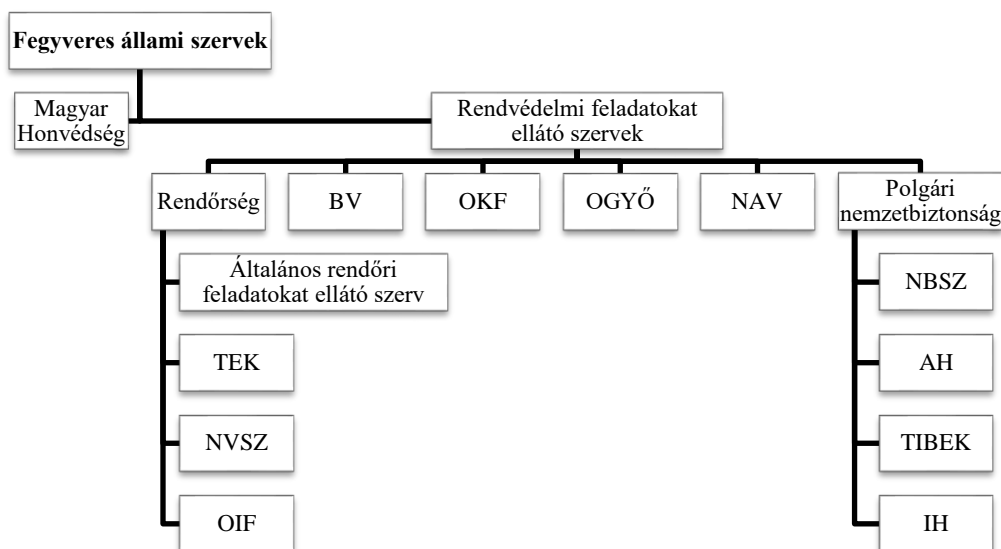 Fegyveres állami szervek
Magyar
Honvédség
Rendvédelmi feladatokat
ellátó szervek
Rendőrség
BV
OKF
OGYŐ
NAV
Polgári
nemzetbiztonság
Általános rendőri
feladatokat ellátó szerv
TEK
NVSZ
OIF
NBSZ
AH
TIBEK
IH